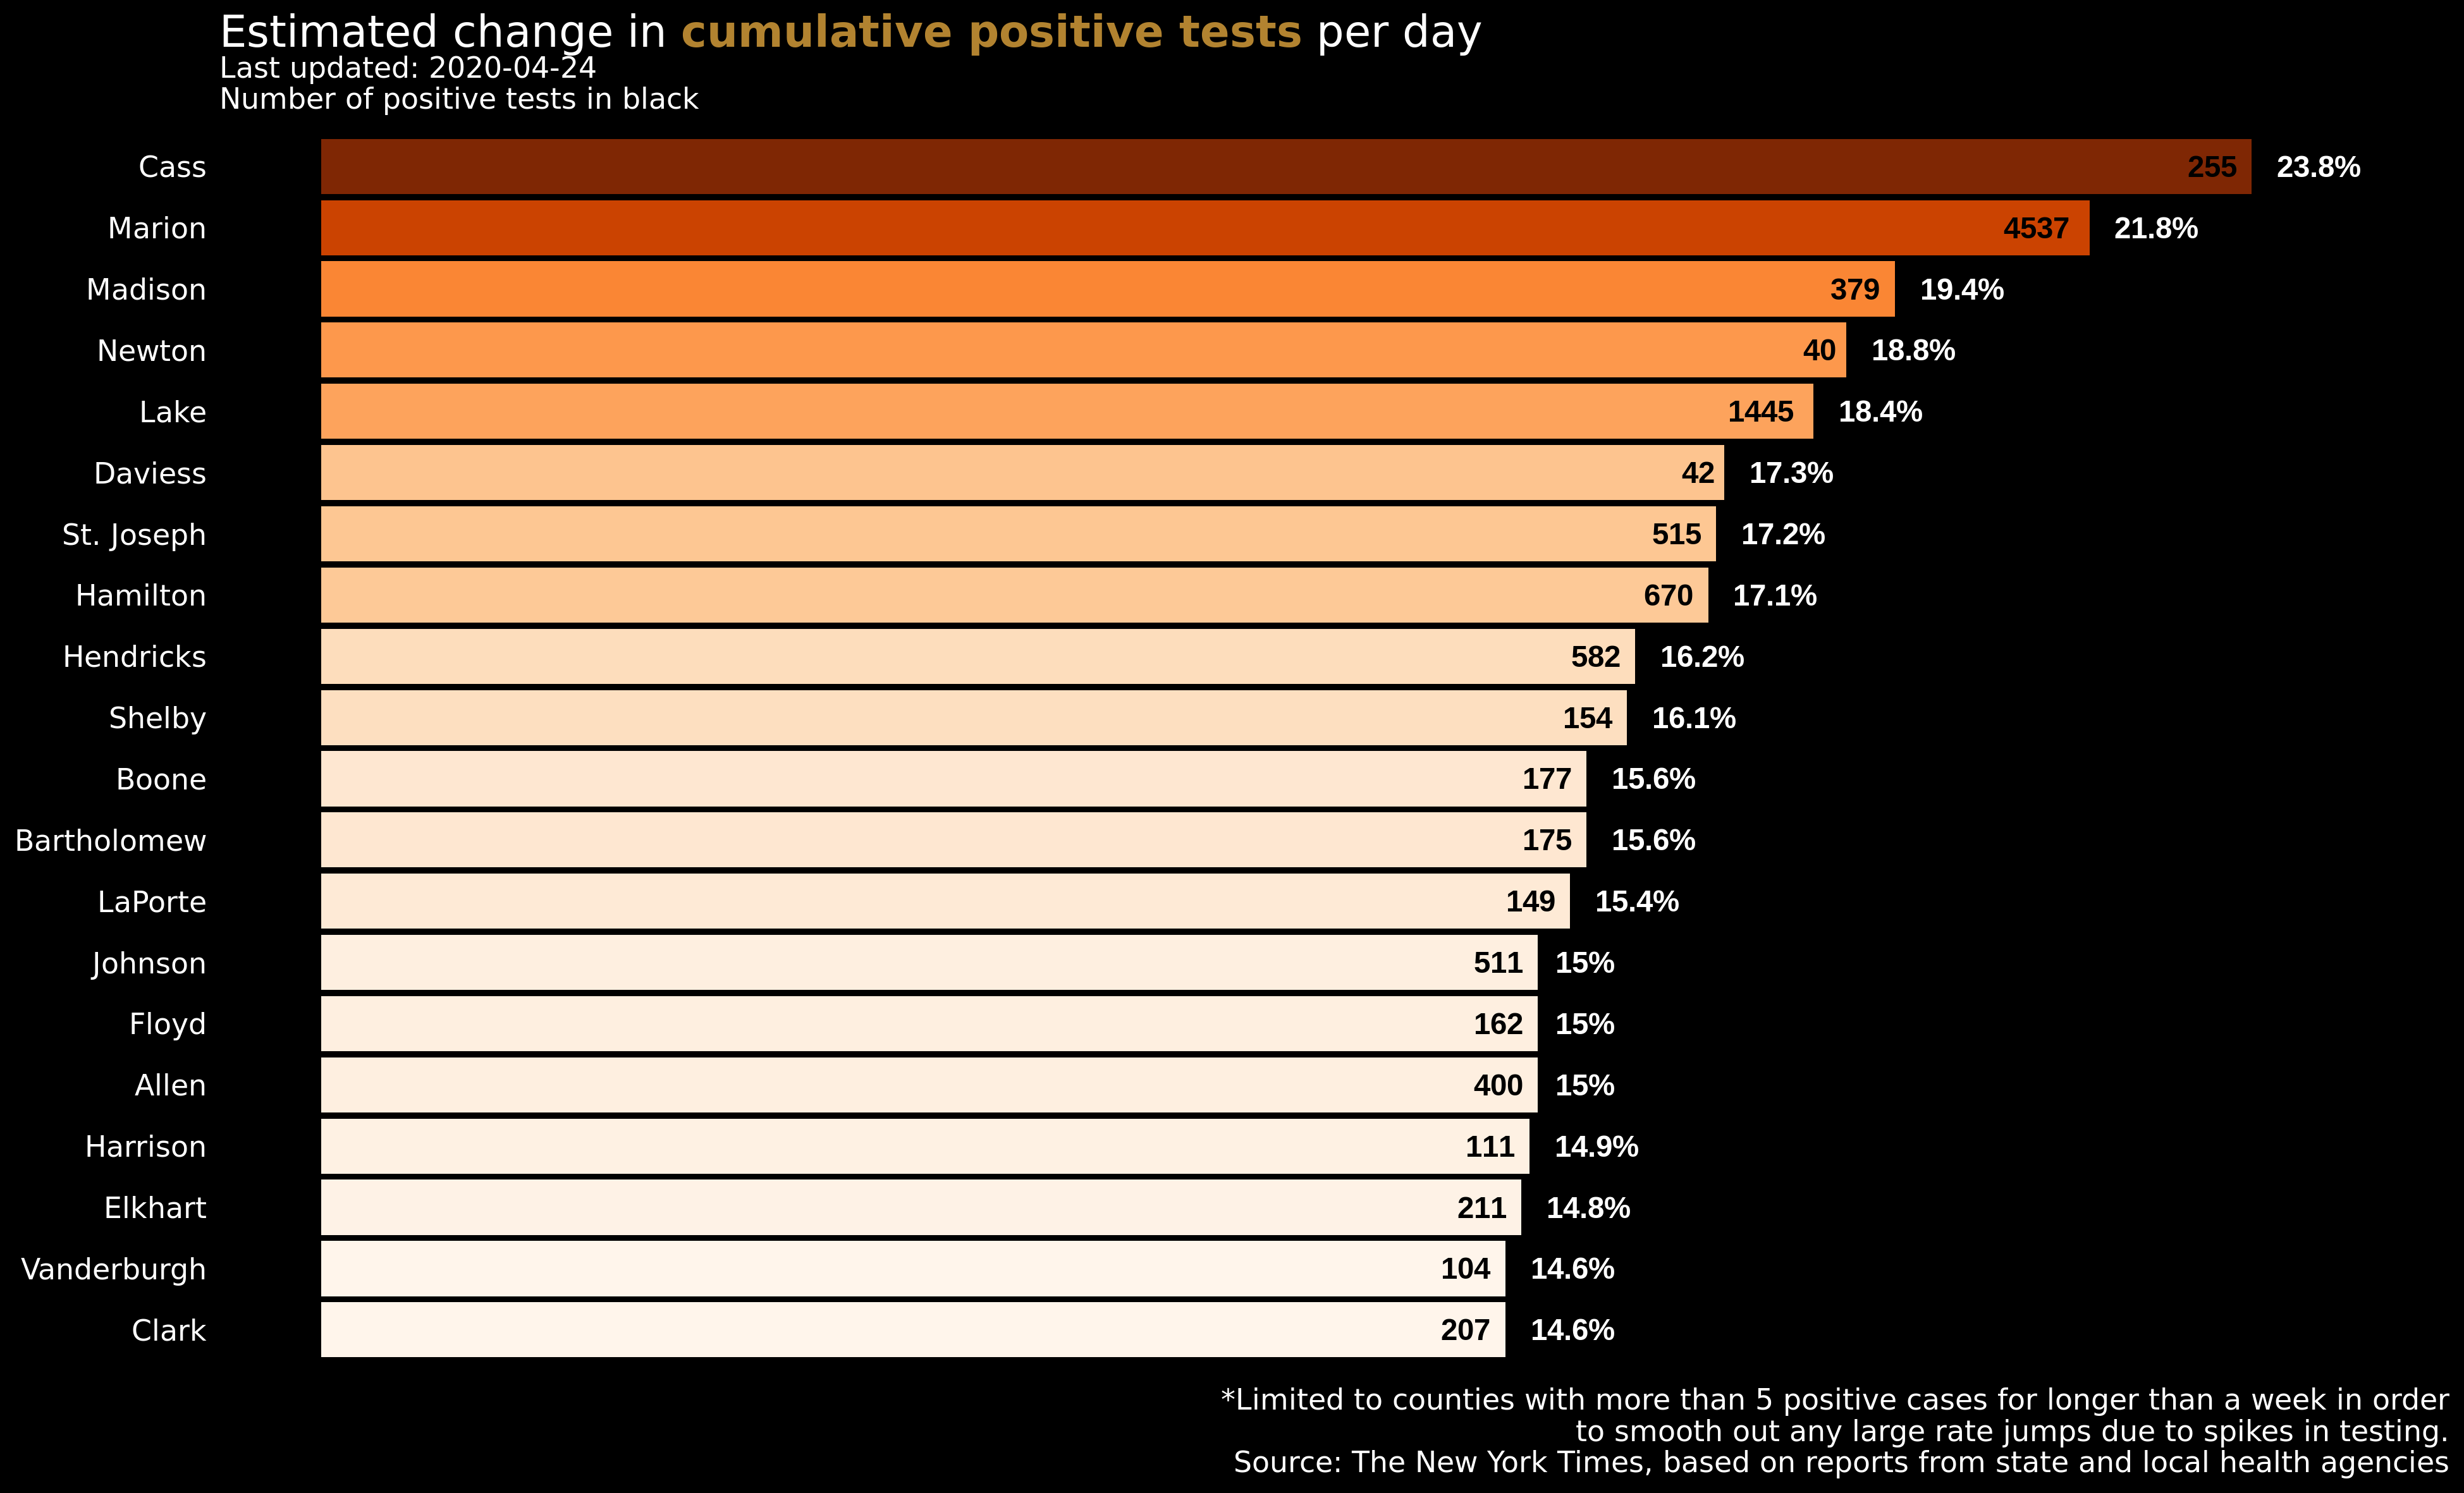 Estimated change in cumulative positive tests per day
Last updated: 2020-04-24
Number of positive tests in black
Cass 255 23.8%
Marion 4537 21.8%
Madison 379 19.4%
Newton 40 18.8%
Lake 1445 18.4%
Daviess 42 17.3%
St. Joseph 515 17.2%
Hamilton 670 17.1%
Hendricks 582 16.2%
Shelby 154 16.1%
Boone 177 15.6%
Bartholomew 175 15.6%
LaPorte 149 15.4%
Johnson 511 15%
Floyd 162 15%
Allen 400 15%
Harrison 111 14.9%
Elkhart 211 14.8%
Vanderburgh 104 14.6%
Clark 207 14.6%
*Limited to counties with more than 5 positive cases for longer than a week in order
to smooth out any large rate jumps due to spikes in testing.
Source: The New York Times, based on reports from state and local health agencies